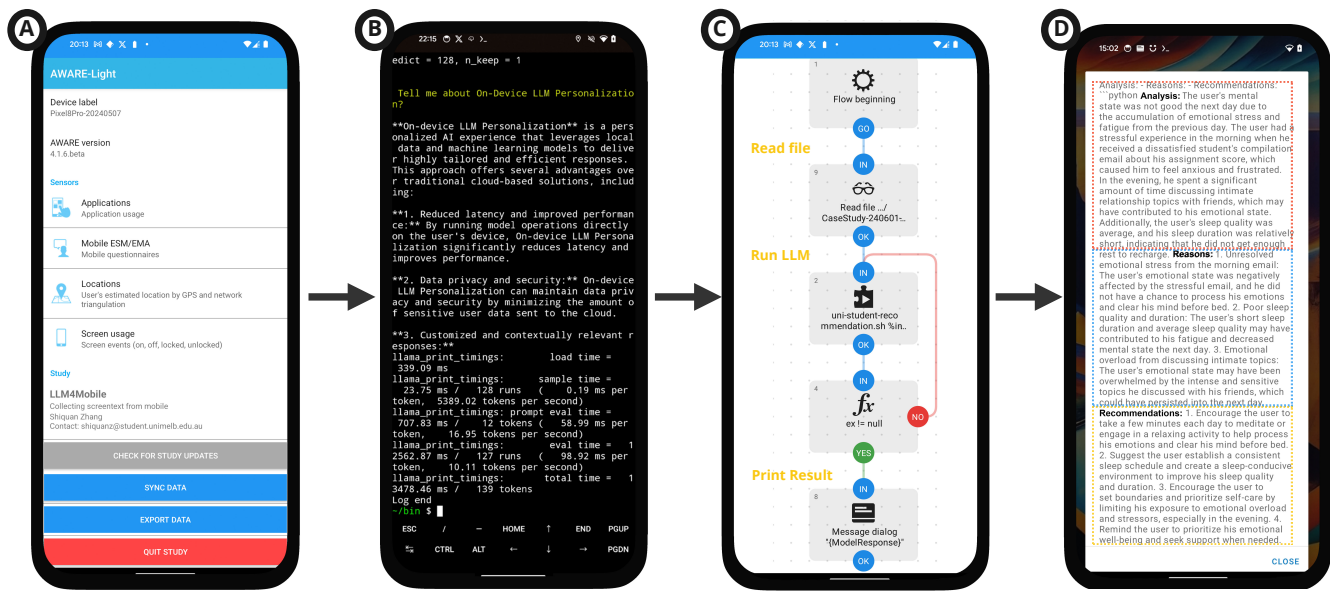 A
20:13
AWARE-Light
Device label
Pixel8Pro-20240507
AWARE version
4.1.6.beta
Sensors
Applications
Application usage
Mobile ESM/EMA
Mobile questionnaires
Locations
User's estimated location by GPS and network
triangulation
Screen usage
Screen events (on, off, locked, unlocked)
Study
LLM4Mobile
Collecting screentext from mobile
Shiquan Zhang
Contact: shiquanz@student.unimelb.edu.au
CHECK FOR STUDY UPDATES
SYNC DATA
EXPORT DATA
QUIT STUDY
B
22:15
edict = 128, n_keep = 1
Tell me about On-Device LLM Personalizatio
n?
**On-device LLM Personalization** is a pers
onalized AI experience that leverages local
data and machine learning models to delive
r highly tailored and efficient responses.
This approach offers several advantages ove
r traditional cloud-based solutions, includ
ing:
**1. Reduced latency and improved performan
ce:** By running model operations directly
on the user's device, On-device LLM Persona
lization significantly reduces latency and
improves performance.
**2. Data privacy and security:** On-device
LLM Personalization can maintain data priv
acy and security by minimizing the amount o
f sensitive user data sent to the cloud.
**3. Customized and contextually relevant r
esponses:**
llama_print_timings:        load time =
339.09 ms
llama_print_timings:      sample time =
23.75 ms /   128 runs   (    0.19 ms per
token,  5389.02 tokens per second)
llama_print_timings: prompt eval time =
707.83 ms /    12 tokens (   58.99 ms per
token,    16.95 tokens per second)
llama_print_timings:        eval time =   1
2562.87 ms /   127 runs   (   98.92 ms per
token,    10.11 tokens per second)
llama_print_timings:       total time =   1
3478.46 ms /   139 tokens
Log end
~/bin $
ESC / — HOME ↑ END PGUP
↹ CTRL ALT ← ↓ → PGDN
C
20:13
1
Flow beginning
GO
Read file
IN
9
Read file .../
CaseStudy-240601-..
OK
Run LLM
IN
2
uni-student-reco
mmendation.sh %in..
OK
IN
4
fx
ex != null
NO
YES
Print Result
IN
8
Message dialog
"{ModelResponse}"
OK
D
15:02
Analysis: - Reasons: - Recommendations:
```python Analysis: The user's mental
state was not good the next day due to
the accumulation of emotional stress and
fatigue from the previous day. The user had a
stressful experience in the morning when he
received a dissatisfied student's compilation
email about his assignment score, which
caused him to feel anxious and frustrated.
In the evening, he spent a significant
amount of time discussing intimate
relationship topics with friends, which may
have contributed to his emotional state.
Additionally, the user's sleep quality was
average, and his sleep duration was relatively
short, indicating that he did not get enough
rest to recharge. Reasons: 1. Unresolved
emotional stress from the morning email:
The user's emotional state was negatively
affected by the stressful email, and he did
not have a chance to process his emotions
and clear his mind before bed. 2. Poor sleep
quality and duration: The user's short sleep
duration and average sleep quality may have
contributed to his fatigue and decreased
mental state the next day. 3. Emotional
overload from discussing intimate topics:
The user's emotional state may have been
overwhelmed by the intense and sensitive
topics he discussed with his friends, which
could have persisted into the next day.
Recommendations: 1. Encourage the user to
take a few minutes each day to meditate or
engage in a relaxing activity to help process
his emotions and clear his mind before bed.
2. Suggest the user establish a consistent
sleep schedule and create a sleep-conducive
environment to improve his sleep quality
and duration. 3. Encourage the user to
set boundaries and prioritize self-care by
limiting his exposure to emotional overload
and stressors, especially in the evening. 4.
Remind the user to prioritize his emotional
well-being and seek support when needed.
CLOSE